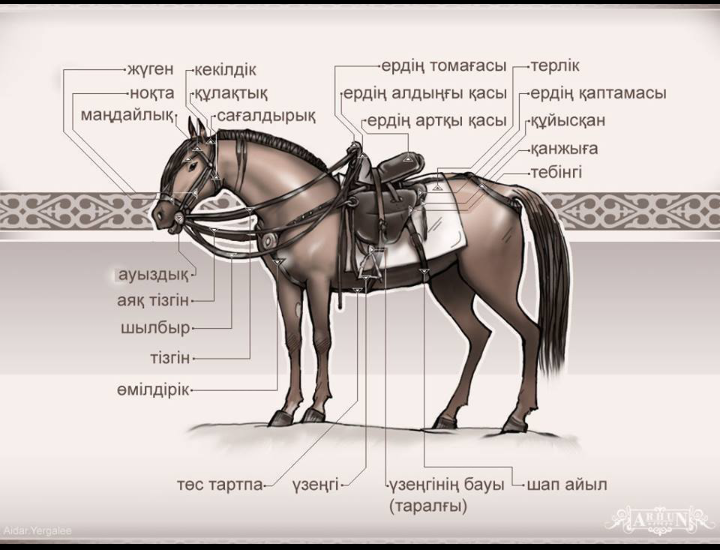 жүген
кекілдік
ноқта
құлақтық
маңдайлық
сағалдырық
ердің томағасы
ердің алдыңғы қасы
ердің артқы қасы
терлік
ердің қаптамасы
құйысқан
қанжыға
тебінгі
ауыздық
аяқ тізгін
шылбыр
тізгін
өмілдірік
төс тартпа
үзеңгі
үзеңгінің бауы
(таралғы)
шап айыл
Aidar.Yergalee
ARHUN